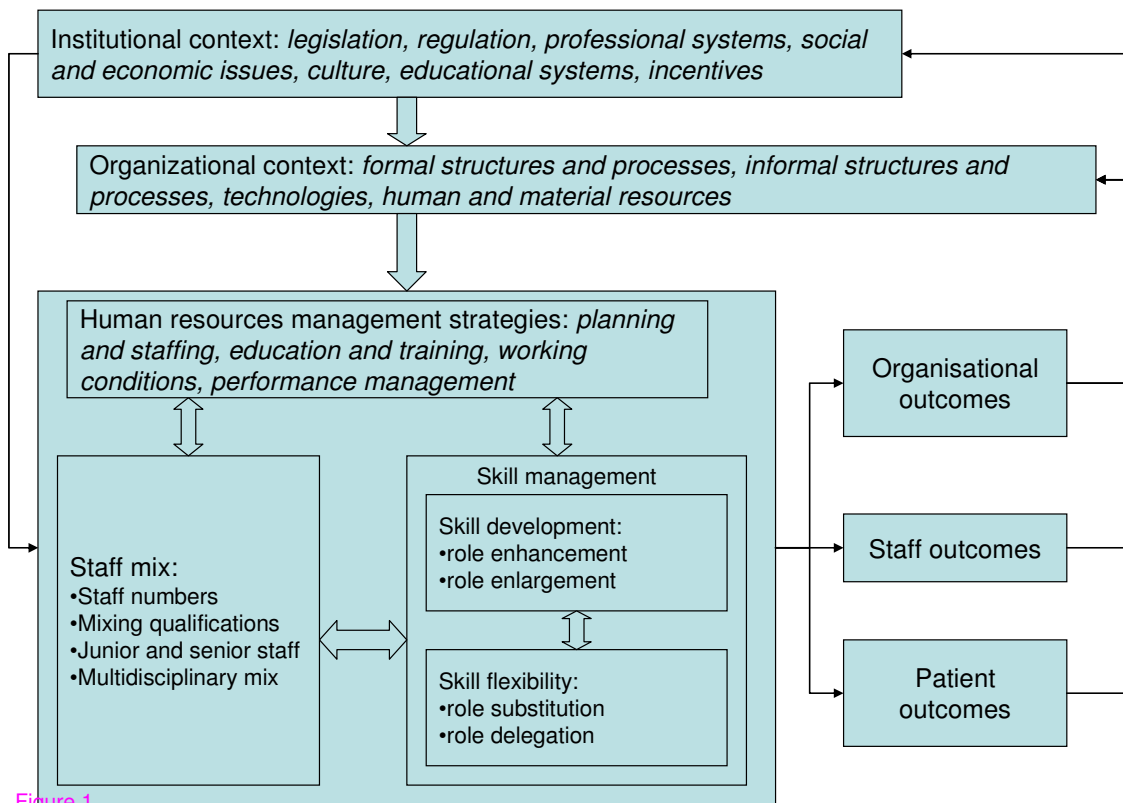 Institutional context: legislation, regulation, professional systems, social
and economic issues, culture, educational systems, incentives
Organizational context: formal structures and processes, informal structures and
processes, technologies, human and material resources
Human resources management strategies: planning
and staffing, education and training, working
conditions, performance management
Staff mix:
•Staff numbers
•Mixing qualifications
•Junior and senior staff
•Multidisciplinary mix
Skill management
Skill development:
•role enhancement
•role enlargement
Skill flexibility:
•role substitution
•role delegation
Organisational
outcomes
Staff outcomes
Patient
outcomes
Figure 1